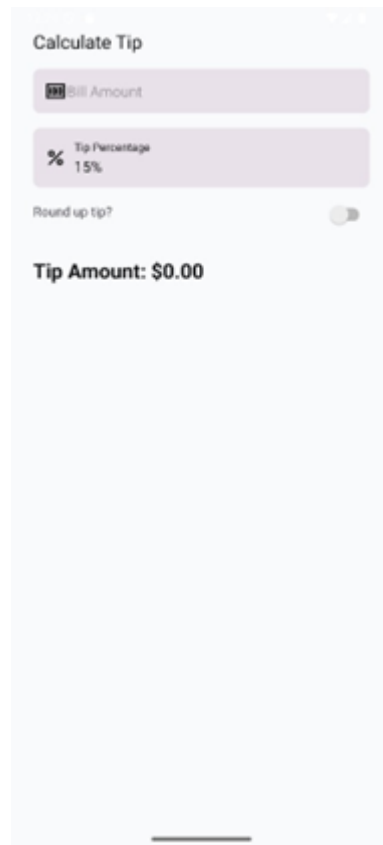 Calculate Tip
Bill Amount
Tip Percentage
15%
Round up tip?
Tip Amount: $0.00